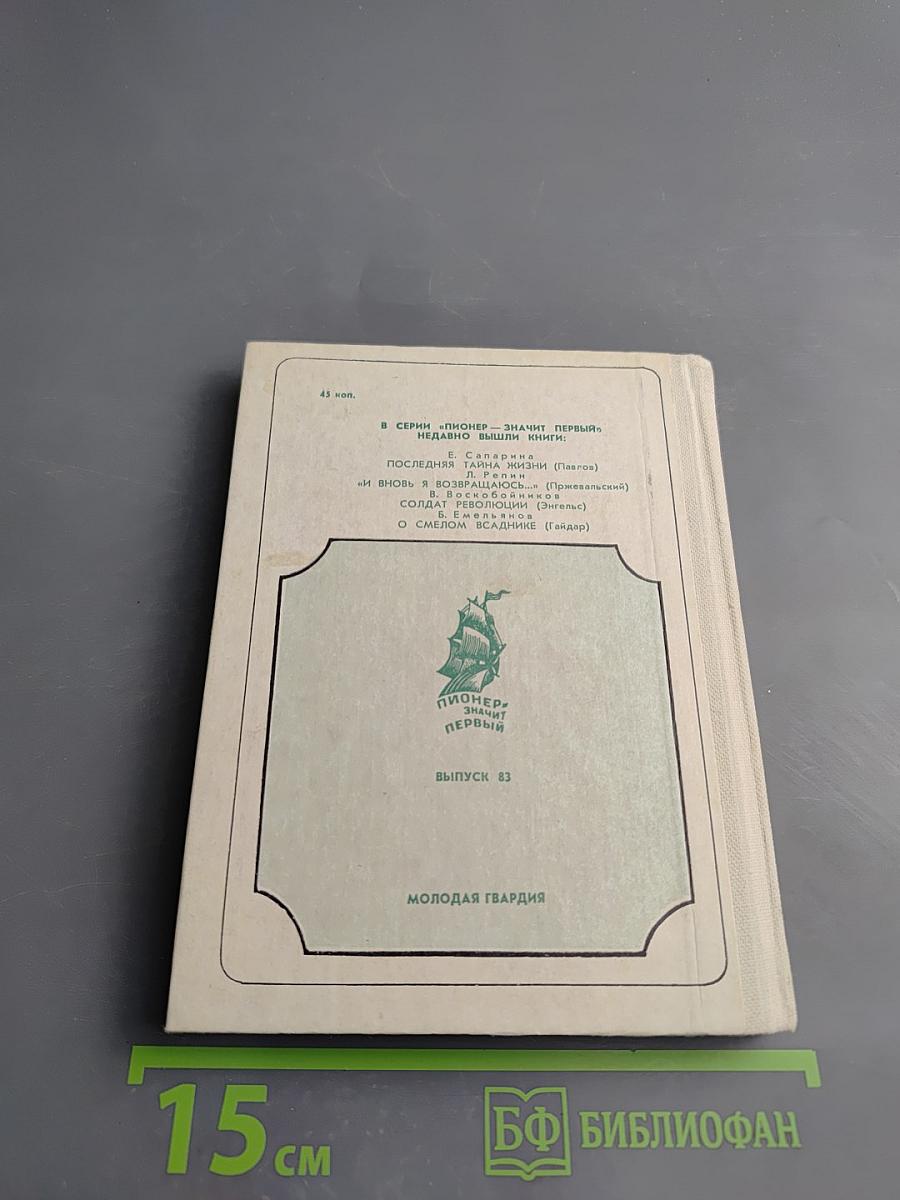 45 коп.
В СЕРИИ «ПИОНЕР — ЗНАЧИТ ПЕРВЫЙ»
НЕДАВНО ВЫШЛИ КНИГИ:
Е. Сапарина
ПОСЛЕДНЯЯ ТАЙНА ЖИЗНИ (Павлов)
Л. Репин
«И ВНОВЬ Я ВОЗВРАЩАЮСЬ...» (Пржевальский)
В. Воскобойников
СОЛДАТ РЕВОЛЮЦИИ (Энгельс)
Б. Емельянов
О СМЕЛОМ ВСАДНИКЕ (Гайдар)
ПИОНЕР-
ЗНАЧИТ
ПЕРВЫЙ
ВЫПУСК 83
МОЛОДАЯ ГВАРДИЯ
15 см
БФ БИБЛИОФАН